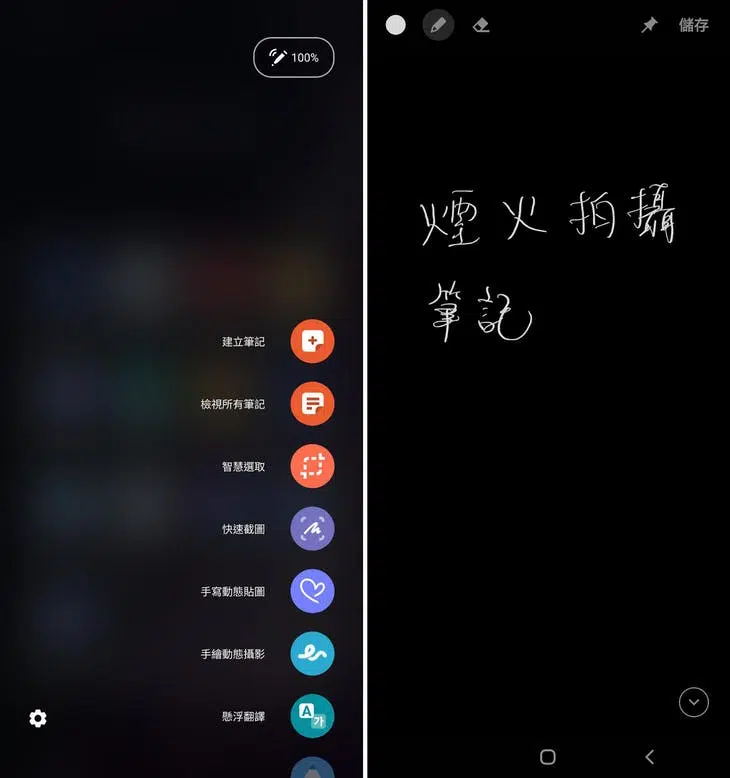 100%
建立筆記
檢視所有筆記
智慧選取
快速截圖
手寫動態貼圖
手繪動態攝影
懸浮翻譯
A가
儲存
煙火拍攝
筆記